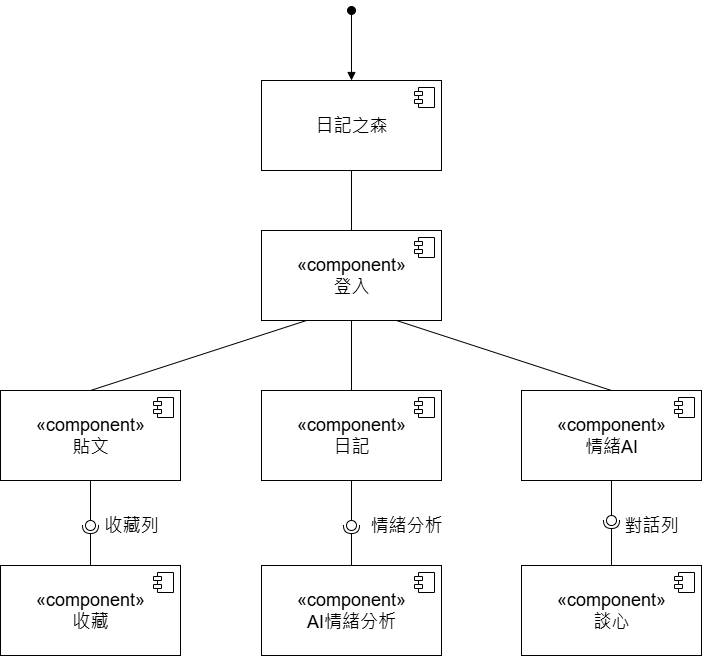 日記之森
«component»
登入
«component»
貼文
«component»
日記
«component»
情緒AI
收藏列
情緒分析
對話列
«component»
收藏
«component»
AI情緒分析
«component»
談心